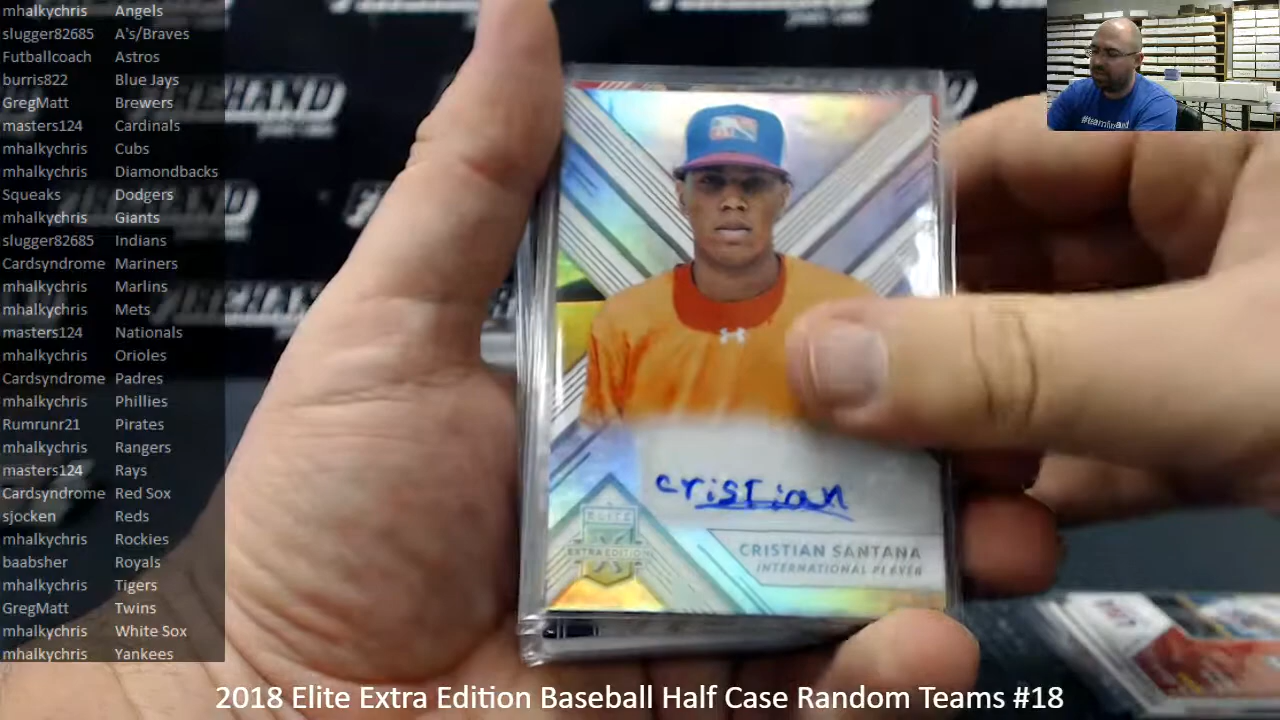 mhalkychris Angels
slugger82685 A's/Braves
Futballcoach Astros
burris822 Blue Jays
GregMatt Brewers
masters124 Cardinals
mhalkychris Cubs
mhalkychris Diamondbacks
Squeaks Dodgers
mhalkychris Giants
slugger82685 Indians
Cardsyndrome Mariners
mhalkychris Marlins
mhalkychris Mets
masters124 Nationals
mhalkychris Orioles
Cardsyndrome Padres
mhalkychris Phillies
Rumrunr21 Pirates
mhalkychris Rangers
masters124 Rays
Cardsyndrome Red Sox
sjocken Reds
mhalkychris Rockies
baabsher Royals
mhalkychris Tigers
GregMatt Twins
mhalkychris White Sox
mhalkychris Yankees
cristian
ELITE
EXTRA EDITION
CRISTIAN SANTANA
INTERNATIONAL PLAYER
2018 Elite Extra Edition Baseball Half Case Random Teams #18